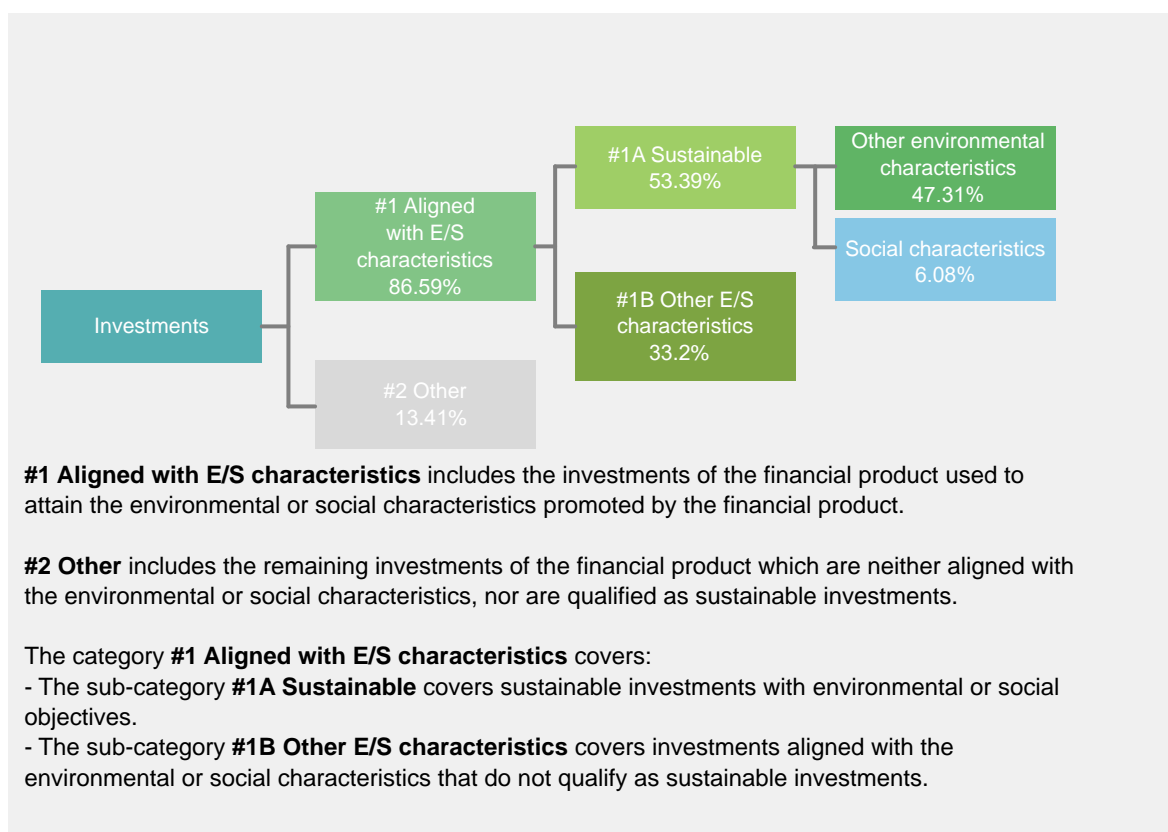 Investments
#1 Aligned
with E/S
characteristics
86.59%
#2 Other
13.41%
#1A Sustainable
53.39%
#1B Other E/S
characteristics
33.2%
Other environmental
characteristics
47.31%
Social characteristics
6.08%
#1 Aligned with E/S characteristics includes the investments of the financial product used to
attain the environmental or social characteristics promoted by the financial product.
#2 Other includes the remaining investments of the financial product which are neither aligned with
the environmental or social characteristics, nor are qualified as sustainable investments.
The category #1 Aligned with E/S characteristics covers:
- The sub-category #1A Sustainable covers sustainable investments with environmental or social
objectives.
- The sub-category #1B Other E/S characteristics covers investments aligned with the
environmental or social characteristics that do not qualify as sustainable investments.